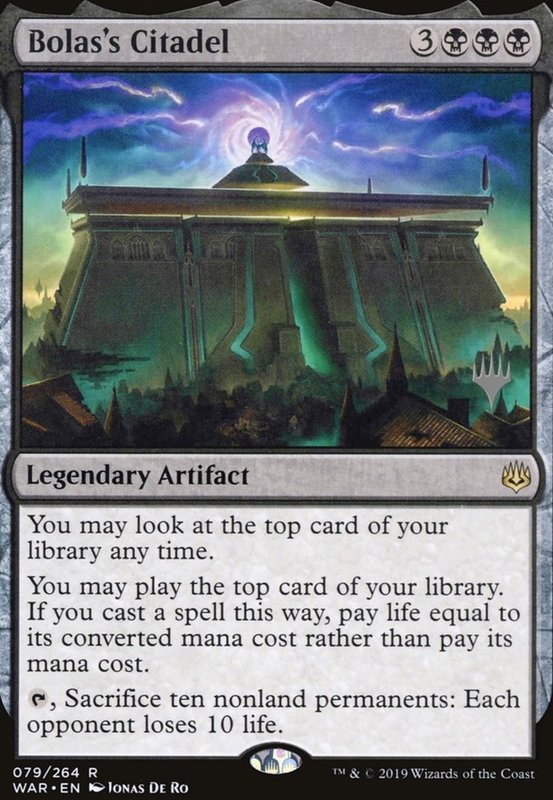 Bolas's Citadel 3
Legendary Artifact
You may look at the top card of your
library any time.
You may play the top card of your library.
If you cast a spell this way, pay life equal to
its converted mana cost rather than pay its
mana cost.
, Sacrifice ten nonland permanents: Each
opponent loses 10 life.
079/264 R
WAR • EN Jonas De Ro
™ & © 2019 Wizards of the Coast